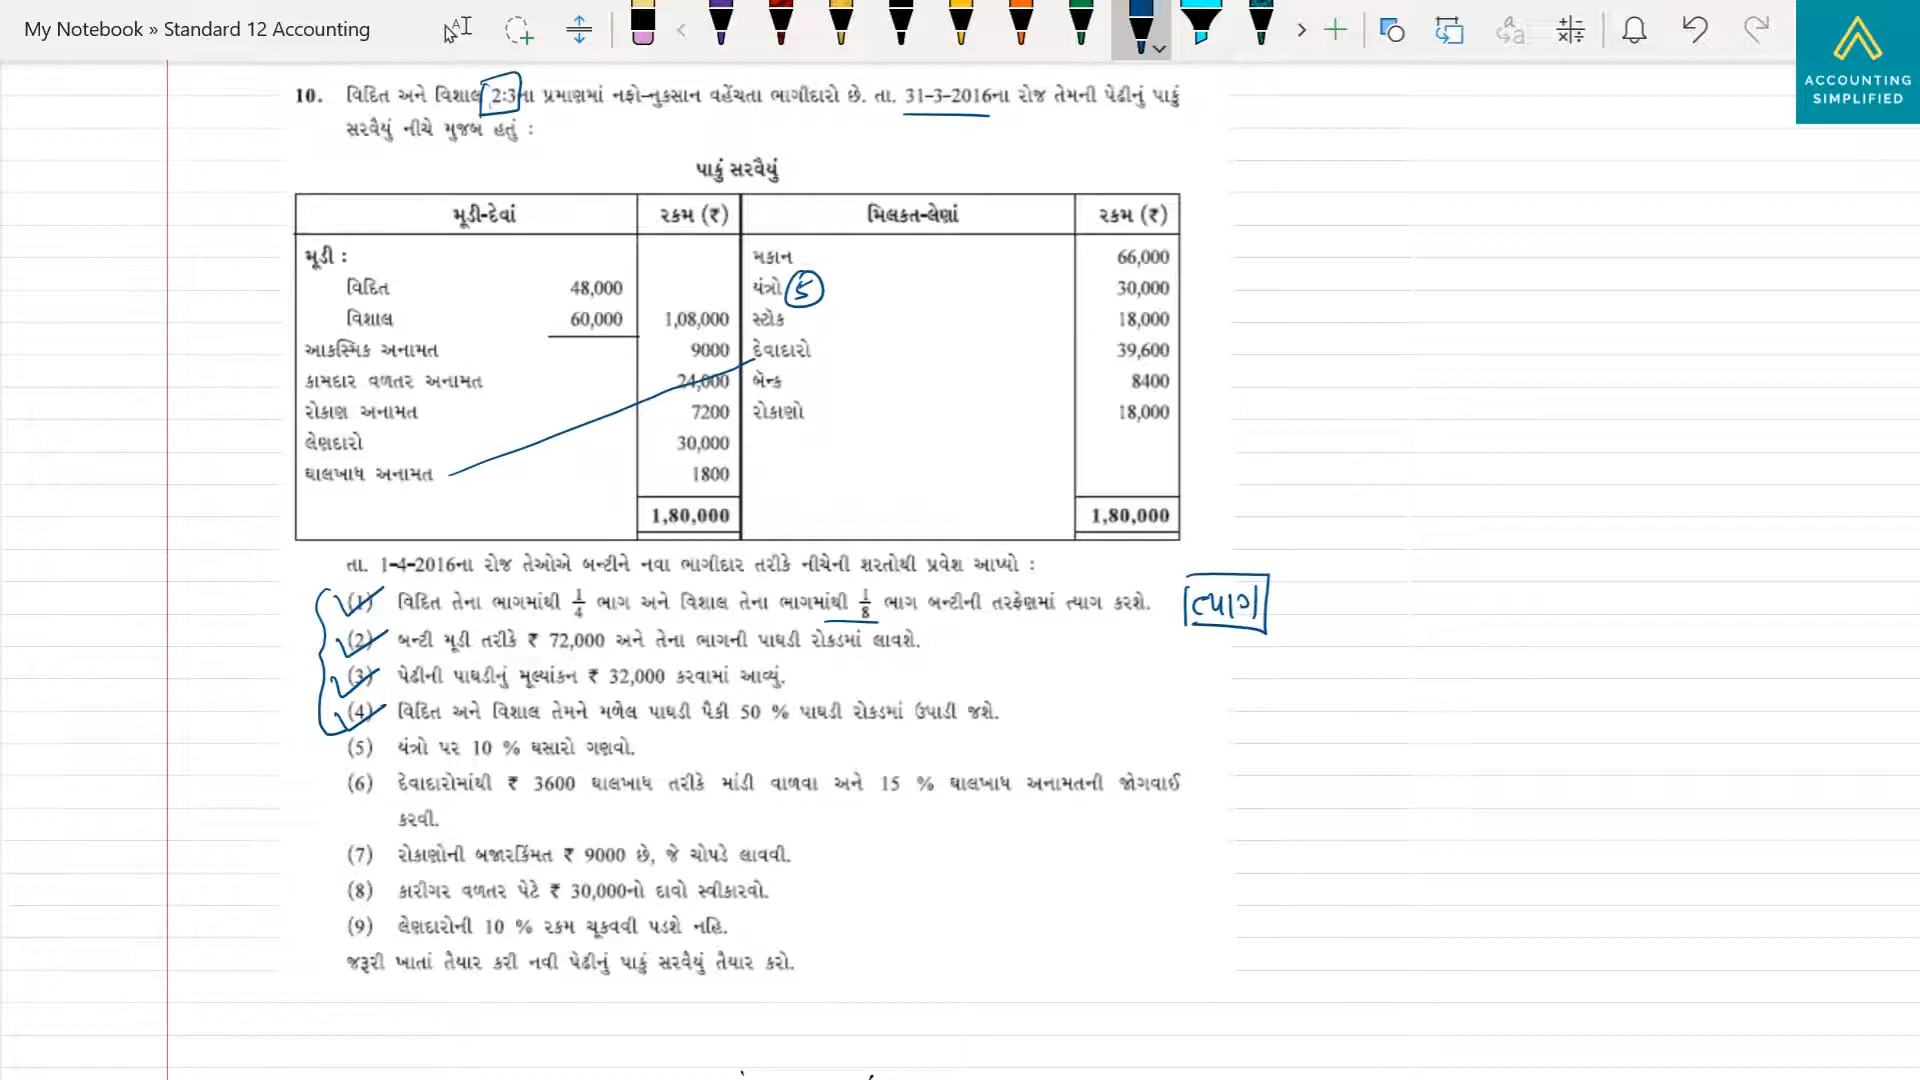 My Notebook » Standard 12 Accounting
ACCOUNTING
SIMPLIFIED
10. વિદિત અને વિશાલ 2:3ના પ્રમાણમાં નફો-નુકસાન વહેંચતા ભાગીદારો છે. તા. 31-3-2016ના રોજ તેમની પેઢીનું પાકું
સરવૈયું નીચે મુજબ હતું :
પાકું સરવૈયું
મૂડી-દેવાં રકમ (₹) મિલકત-લેણાં રકમ (₹)
મૂડી : મકાન 66,000
વિદિત 48,000 યંત્રો 5 30,000
વિશાલ 60,000 1,08,000 સ્ટૉક 18,000
આકસ્મિક અનામત 9000 દેવાદારો 39,600
કામદાર વળતર અનામત 24,000 બૅન્ક 8400
રોકાણ અનામત 7200 રોકાણો 18,000
લેણદારો 30,000
ઘાલખાધ અનામત 1800
1,80,000 1,80,000
તા. 1-4-2016ના રોજ તેઓએ બન્ટીને નવા ભાગીદાર તરીકે નીચેની શરતોથી પ્રવેશ આપ્યો :
(1) વિદિત તેના ભાગમાંથી 1/4 ભાગ અને વિશાલ તેના ભાગમાંથી 1/8 ભાગ બન્ટીની તરફેણમાં ત્યાગ કરશે. ત્યાગ
(2) બન્ટી મૂડી તરીકે ₹ 72,000 અને તેના ભાગની પાઘડી રોકડમાં લાવશે.
(3) પેઢીની પાઘડીનું મૂલ્યાંકન ₹ 32,000 કરવામાં આવ્યું.
(4) વિદિત અને વિશાલ તેમને મળેલ પાઘડી પૈકી 50 % પાઘડી રોકડમાં ઉપાડી જશે.
(5) યંત્રો પર 10 % ઘસારો ગણવો.
(6) દેવાદારોમાંથી ₹ 3600 ઘાલખાધ તરીકે માંડી વાળવા અને 15 % ઘાલખાધ અનામતની જોગવાઈ
કરવી.
(7) રોકાણોની બજારકિંમત ₹ 9000 છે, જે ચોપડે લાવવી.
(8) કારીગર વળતર પેટે ₹ 30,000નો દાવો સ્વીકારવો.
(9) લેણદારોની 10 % રકમ ચૂકવવી પડશે નહિ.
જરૂરી ખાતાં તૈયાર કરી નવી પેઢીનું પાકું સરવૈયું તૈયાર કરો.